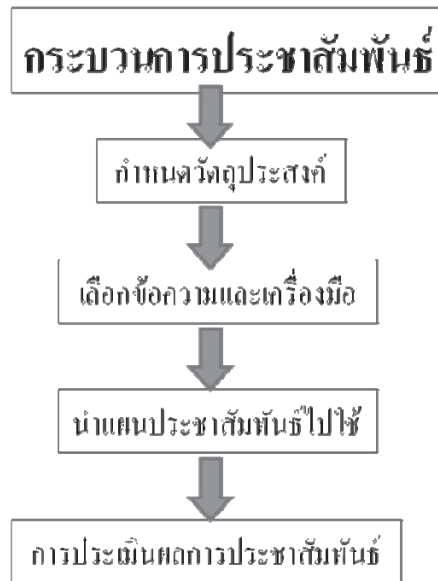 กระบวนการประชาสัมพันธ์
กำหนดวัตถุประสงค์
เลือกข้อความและเครื่องมือ
นำแผนประชาสัมพันธ์ไปใช้
การประเมินผลการประชาสัมพันธ์